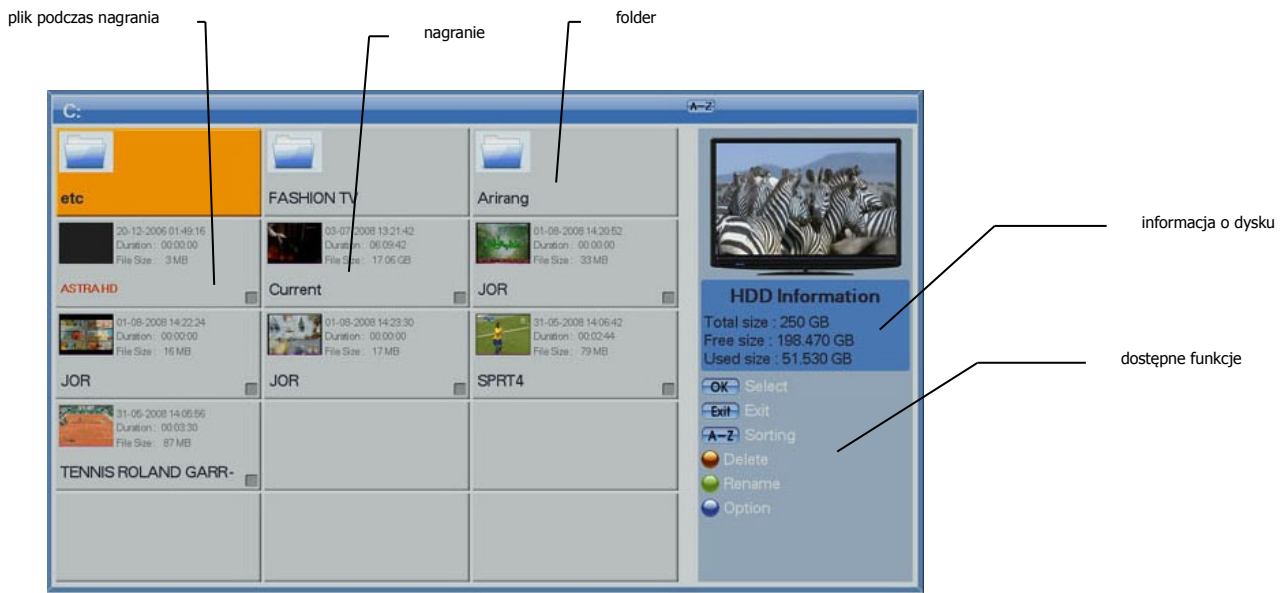 plik podczas nagrania
nagranie
folder
C:
A-Z
etc
FASHION TV
Arirang
20-12-2006 01:49:16
Duration : 00:00:00
File Size : 3 MB
ASTRA HD
03-07-2008 13:21:42
Duration : 06:09:42
File Size : 17.06 GB
Current
01-08-2008 14:20:52
Duration : 00:00:00
File Size : 33 MB
JOR
01-08-2008 14:22:24
Duration : 00:00:00
File Size : 16 MB
JOR
01-08-2008 14:23:30
Duration : 00:00:00
File Size : 17 MB
JOR
31-05-2008 14:06:42
Duration : 00:02:44
File Size : 79 MB
SPRT4
31-05-2008 14:05:56
Duration : 00:03:30
File Size : 87 MB
TENNIS ROLAND GARR-
informacja o dysku
HDD Information
Total size : 250 GB
Free size : 198.470 GB
Used size : 51.530 GB
dostępne funkcje
OK Select
Exit Exit
A-Z Sorting
Delete
Rename
Option